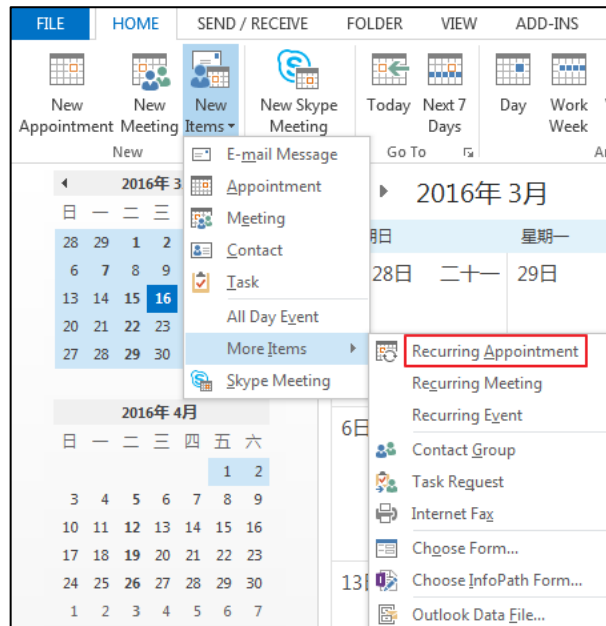 FILE HOME SEND / RECEIVE FOLDER VIEW ADD-INS
New Appointment
New Meeting
New Items
New Skype Meeting
Today
Next 7 Days
Day
Work Week
New
Go To
E-mail Message
Appointment
Meeting
Contact
Task
All Day Event
More Items
Skype Meeting
Recurring Appointment
Recurring Meeting
Recurring Event
Contact Group
Task Request
Internet Fax
Choose Form...
Choose InfoPath Form...
Outlook Data File...
2016年 3
日 一 二 三
28 29 1 2
6 7 8 9
13 14 15 16
20 21 22 23
27 28 29 30
2016年 4月
日 一 二 三 四 五 六
1 2
3 4 5 6 7 8 9
10 11 12 13 14 15 16
17 18 19 20 21 22 23
24 25 26 27 28 29 30
1 2 3 4 5 6 7
2016年 3月
期日 星期一
28日 二十一 29日
6日
13